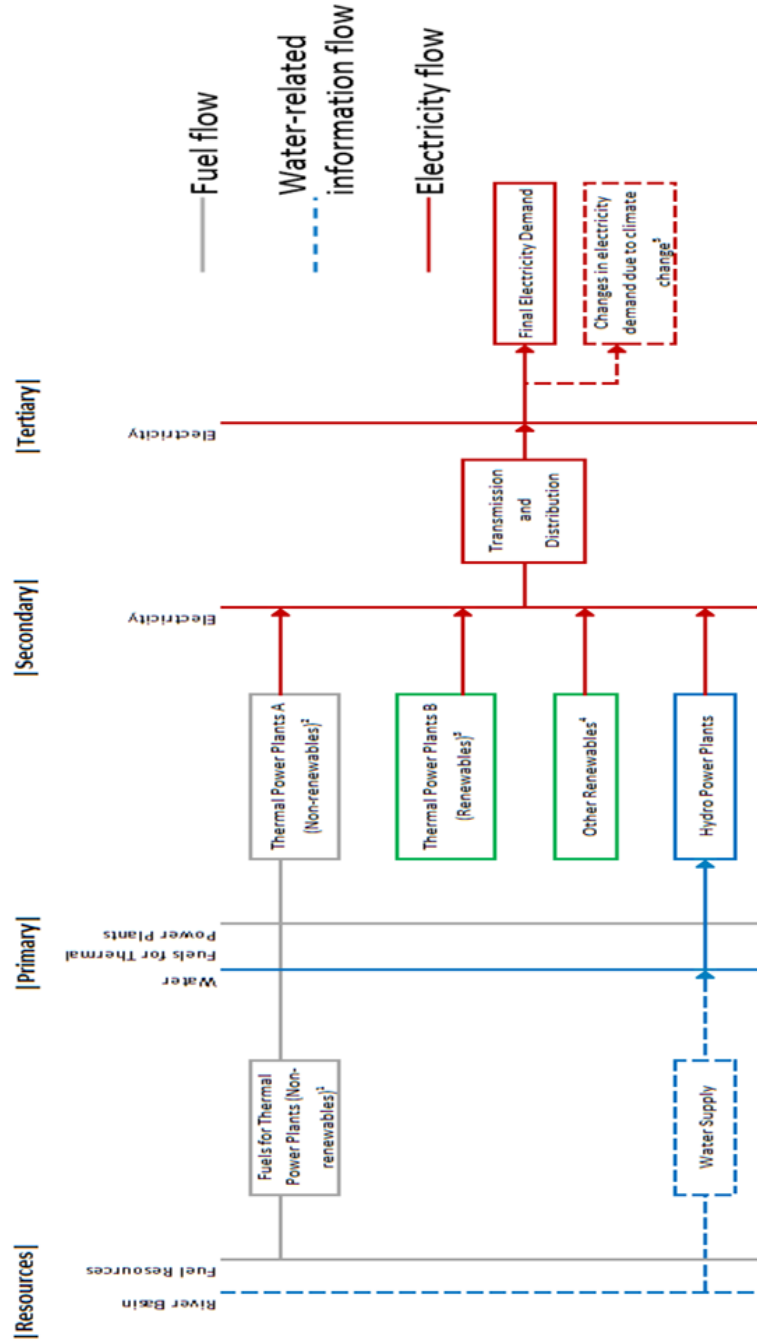 |Resources|
|Primary|
|Secondary|
|Tertiary|
River Basin
Fuel Resources
Water
Fuels for Thermal
Power Plants
Electricity
Electricity
Fuels for Thermal
Power Plants (Non-
renewables)¹
Thermal Power Plants A
(Non-renewables)²
Thermal Power Plants B
(Renewables)³
Other Renewables⁴
Water Supply
Hydro Power Plants
Transmission
and
Distribution
Final Electricity Demand
Changes in electricity
demand due to climate
change⁵
Fuel flow
Water-related
information flow
Electricity flow